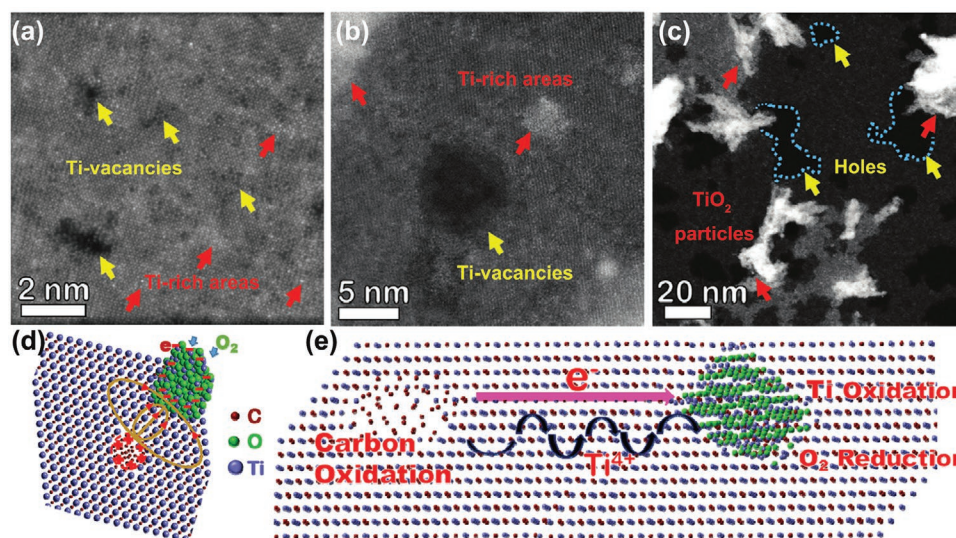 (a)
Ti-vacancies
Ti-rich areas
2 nm
(b)
Ti-rich areas
Ti-vacancies
5 nm
(c)
Holes
TiO₂
particles
20 nm
(d)
e-
O₂
C
O
Ti
(e)
e⁻
Ti Oxidation
Carbon
Oxidation
Ti⁴⁺
O₂ Reduction